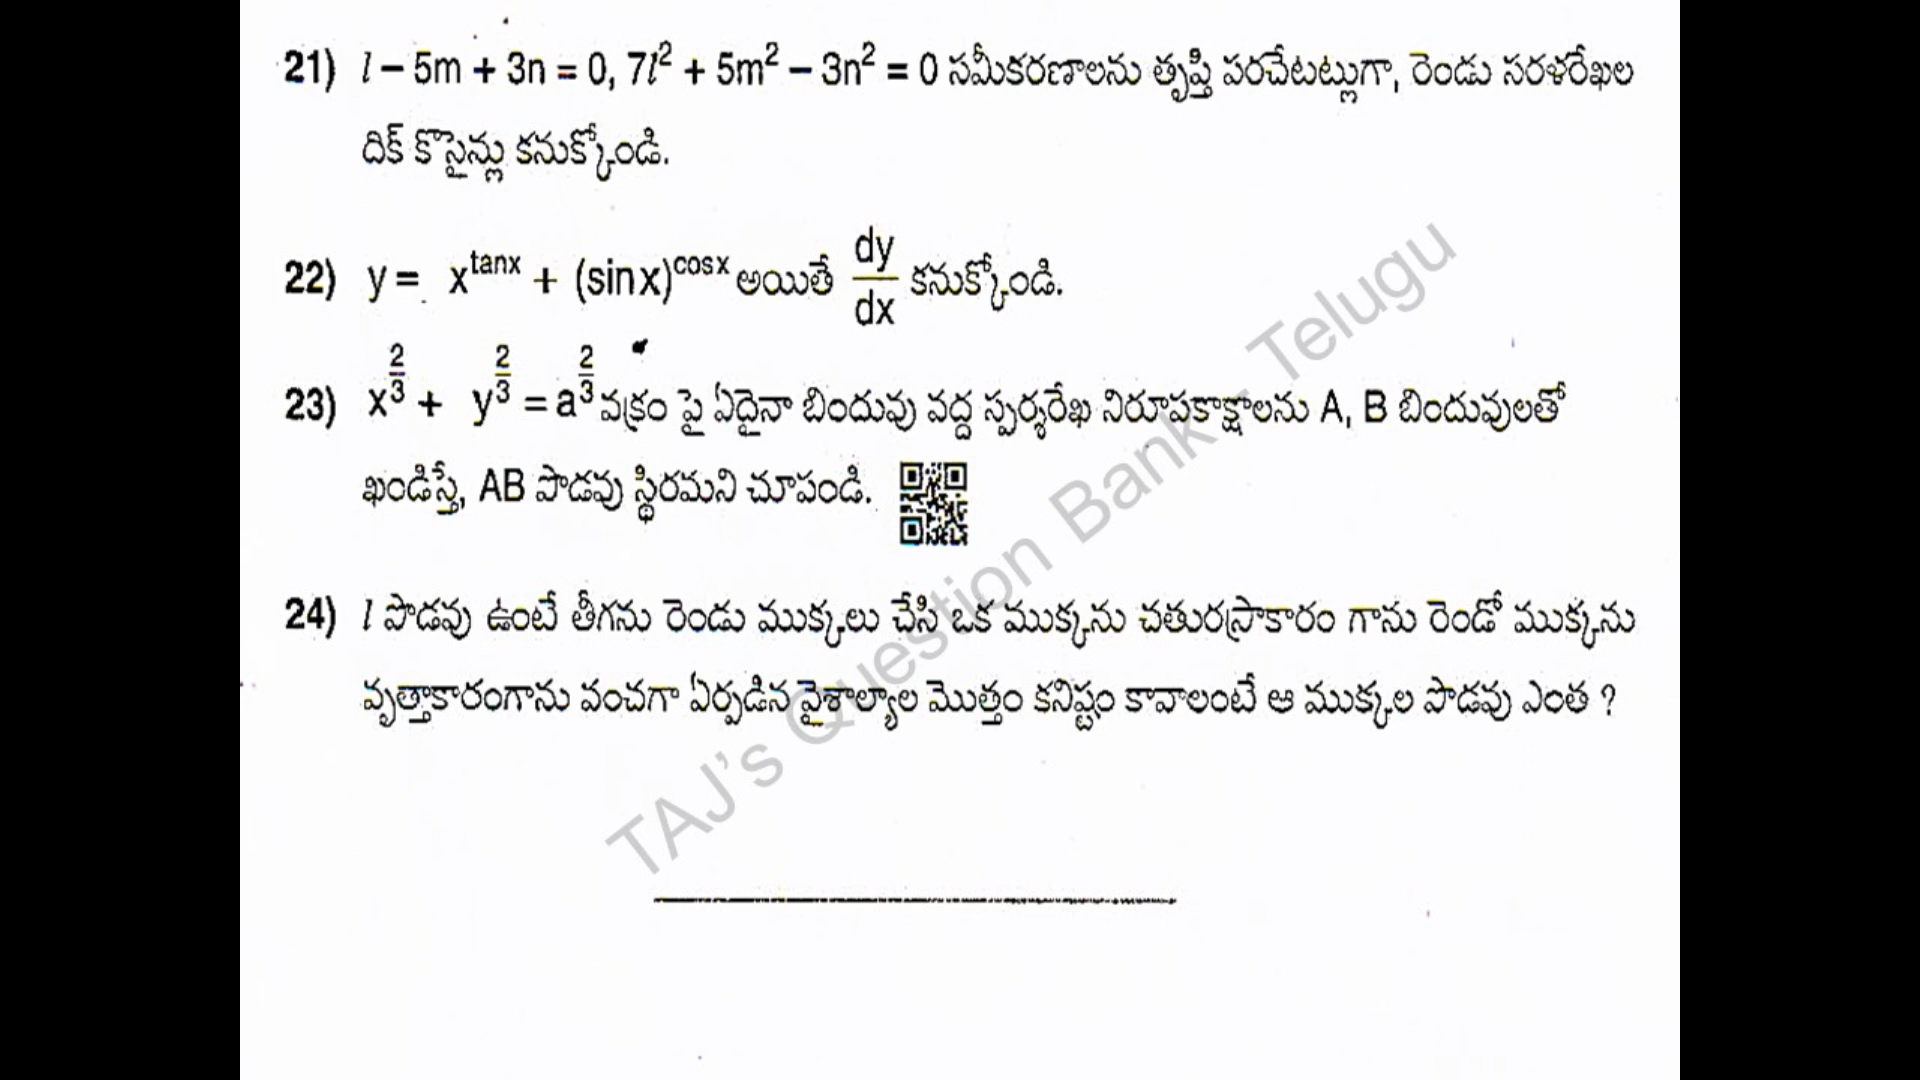 21) l – 5m + 3n = 0, 7l² + 5m² – 3n² = 0 సమీకరణాలను తృప్తి పరచేటట్లుగా, రెండు సరళరేఖల
దిక్ కొసైన్లు కనుక్కోండి.
22) y = x^tanx + (sinx)^cosx అయితే dy/dx కనుక్కోండి.
23) x^2/3 + y^2/3 = a^2/3 వక్రం పై ఏదైనా బిందువు వద్ద స్పర్శరేఖ నిరూపకాక్షాలను A, B బిందువులతో
ఖండిస్తే, AB పొడవు స్థిరమని చూపండి.
24) l పొడవు ఉంటే తీగను రెండు ముక్కలు చేసి ఒక ముక్కను చతురస్రాకారం గాను రెండో ముక్కను
వృత్తాకారంగాను వంచగా ఏర్పడిన వైశాల్యాల మొత్తం కనిష్టం కావాలంటే ఆ ముక్కల పొడవు ఎంత ?
TAJ's Question Bank - Telugu